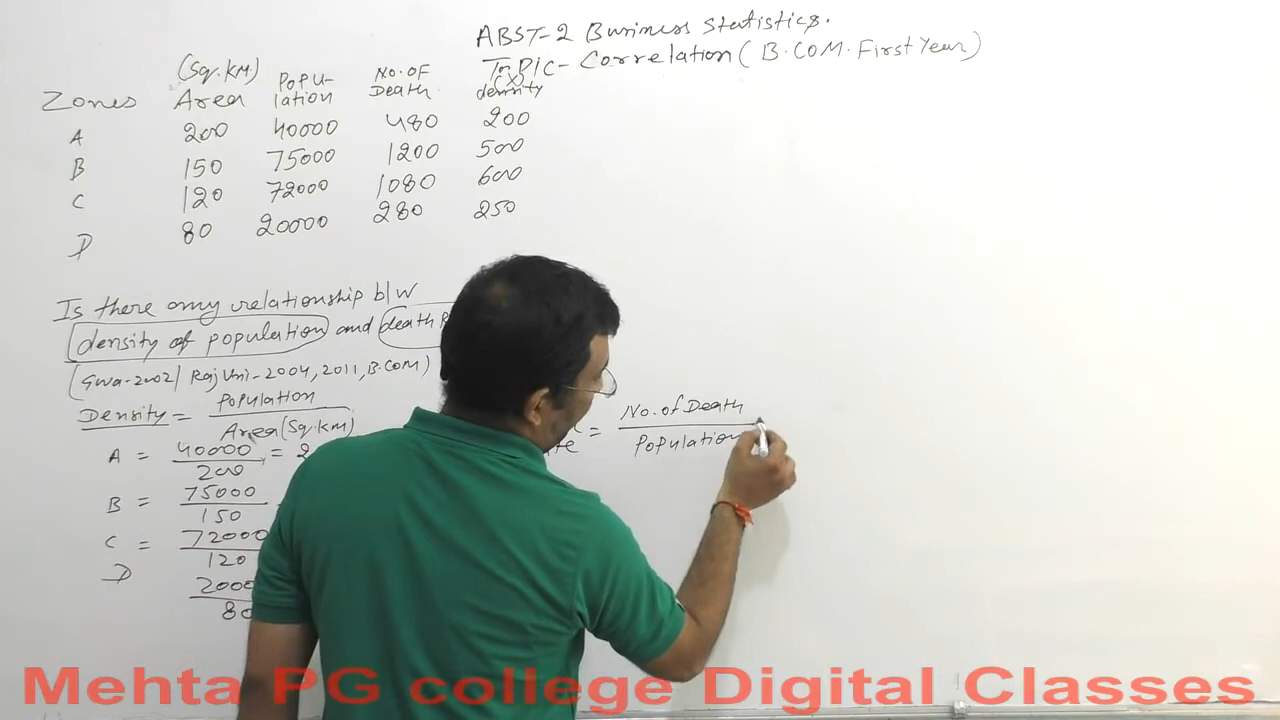 ABST-2 Business Statistics.
Topic- Correlation ( B.COM. First Year)
Zones (Sq.KM) Area Popu-lation No. of Death (X) density
A 200 40000 480 200
B 150 75000 1200 500
C 120 72000 1080 600
D 80 20000 280 250
Is there any relationship b/w
density of population and death
(Gwa-2002/ Raj Uni-2004, 2011, B.COM)
Density = Population / Area (Sq.KM)
A = 40000 / 200 = 2
B = 75000 / 150
C = 72000 / 120
D 2000 / 80
= No. of Death / Population
Mehta PG college Digital Classes